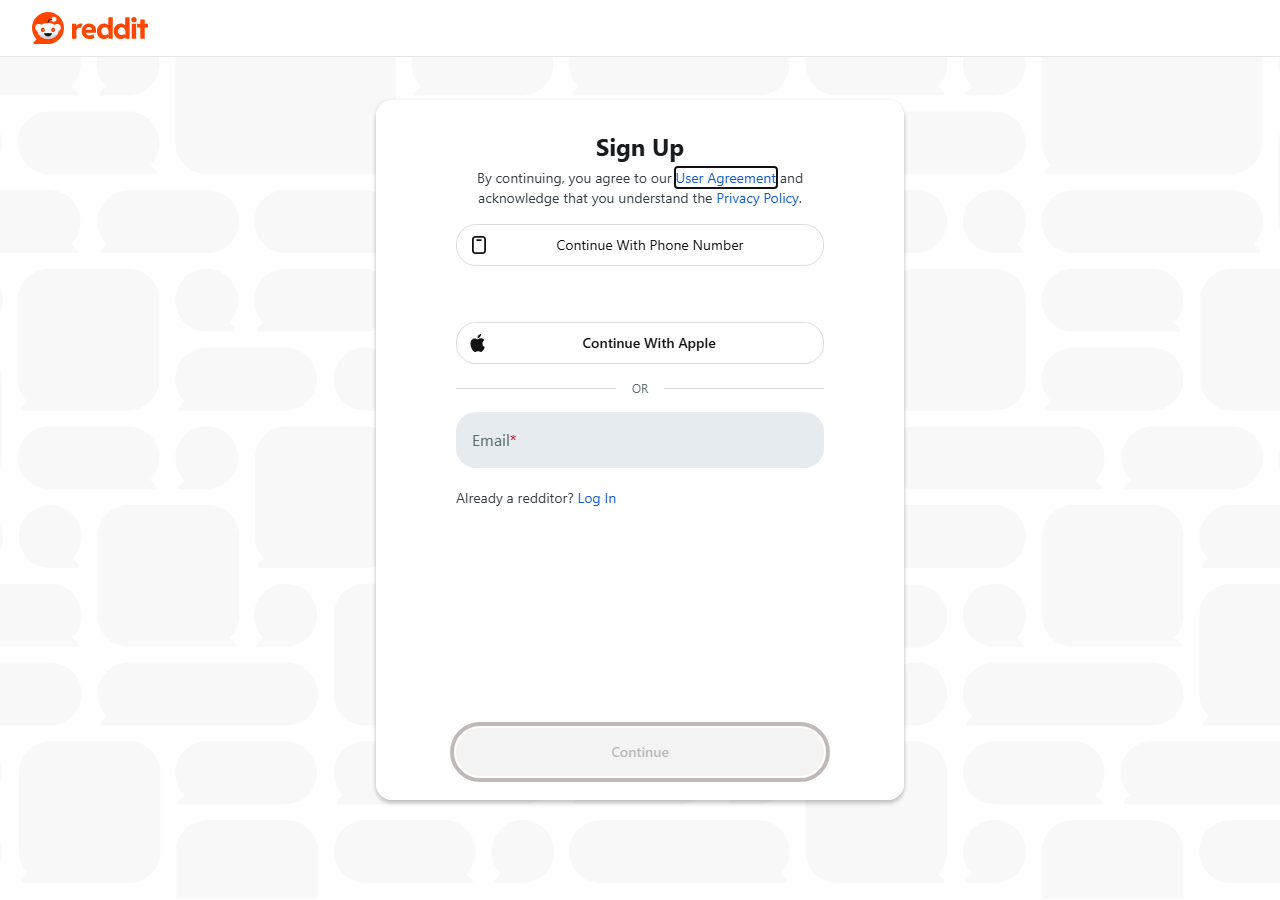 reddit
Sign Up
By continuing, you agree to our User Agreement and
acknowledge that you understand the Privacy Policy.
Continue With Phone Number
Continue With Apple
OR
Email*
Already a redditor? Log In
Continue